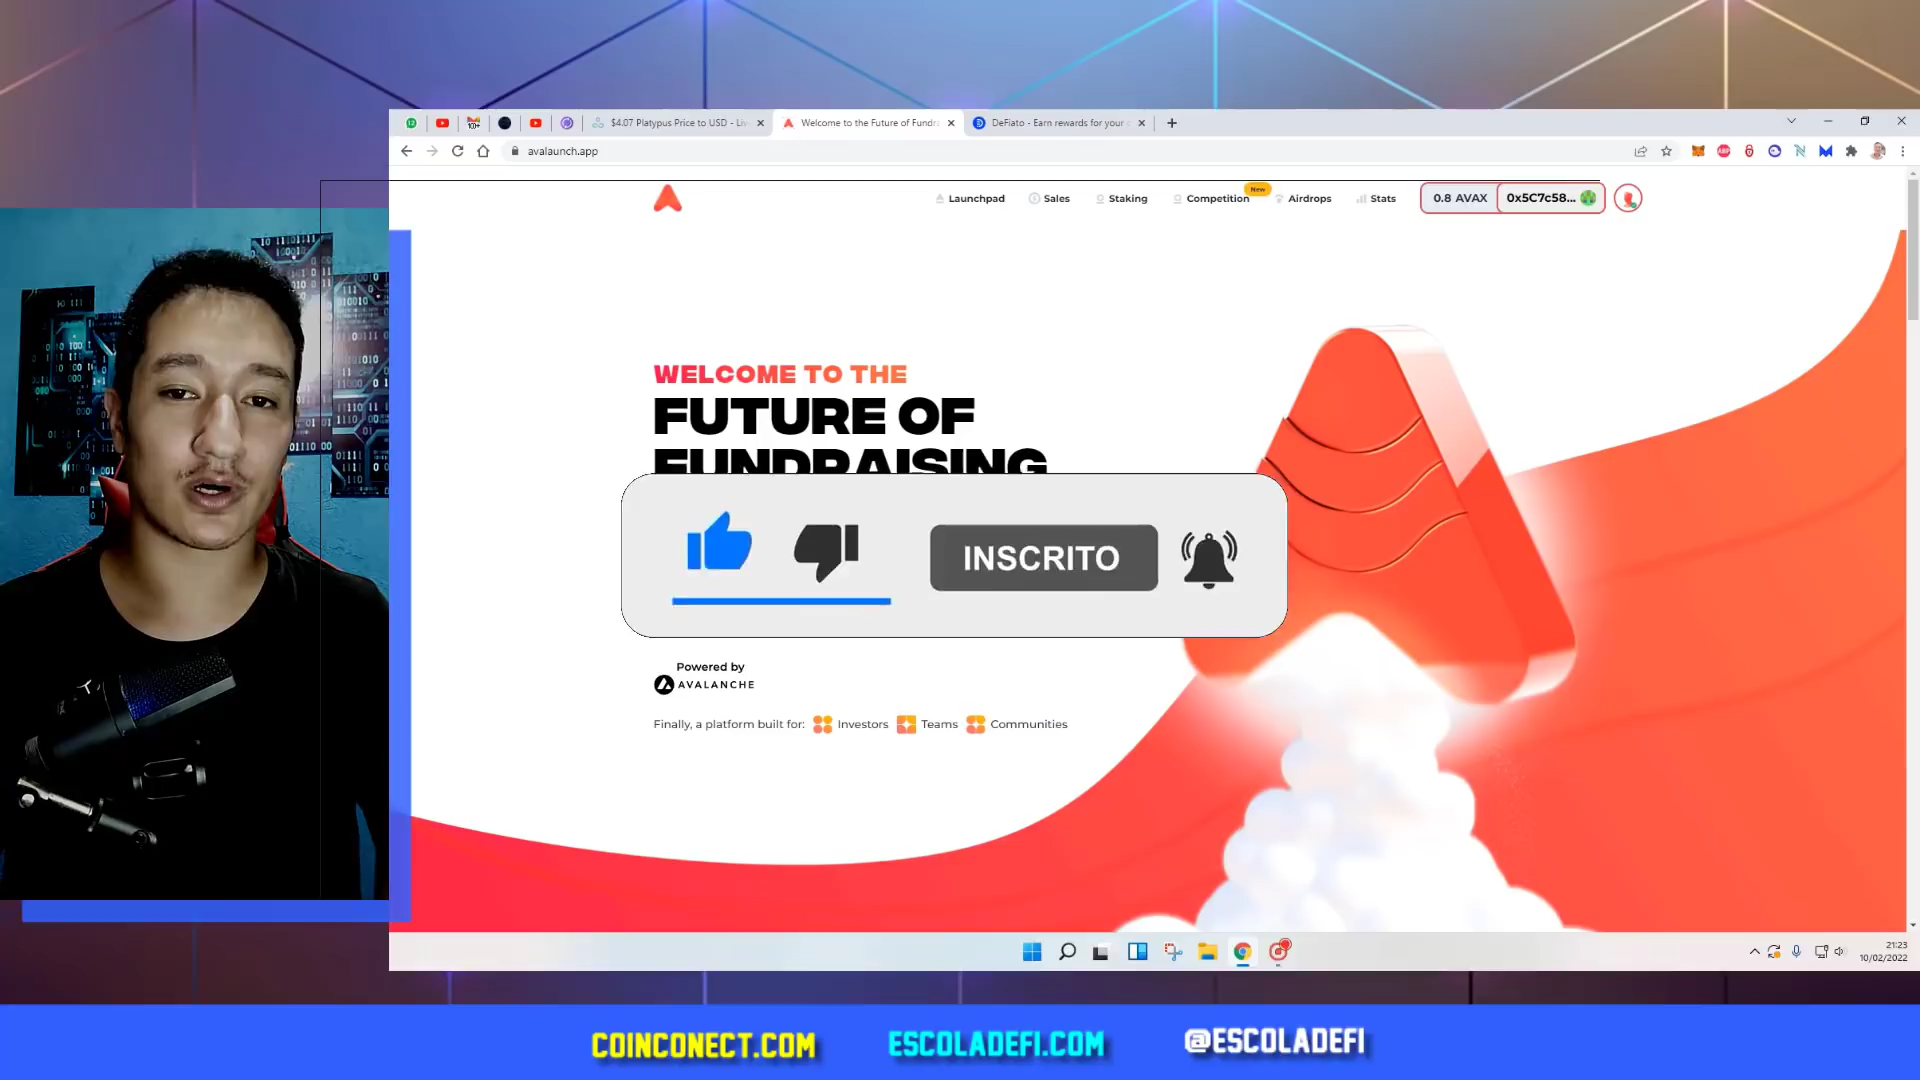 $4.07 Platypus Price to USD - Liv
Welcome to the Future of Fundra
DeFiato - Earn rewards for your c
avalaunch.app
Launchpad
Sales
Staking
Competition
New
Airdrops
Stats
0.8 AVAX
0x5C7c58...
WELCOME TO THE
FUTURE OF
FUNDRAISING
INSCRITO
Powered by
AVALANCHE
Finally, a platform built for: Investors Teams Communities
21:23
10/02/2022
COINCONECT.COM
ESCOLADEFI.COM
@ESCOLADEFI